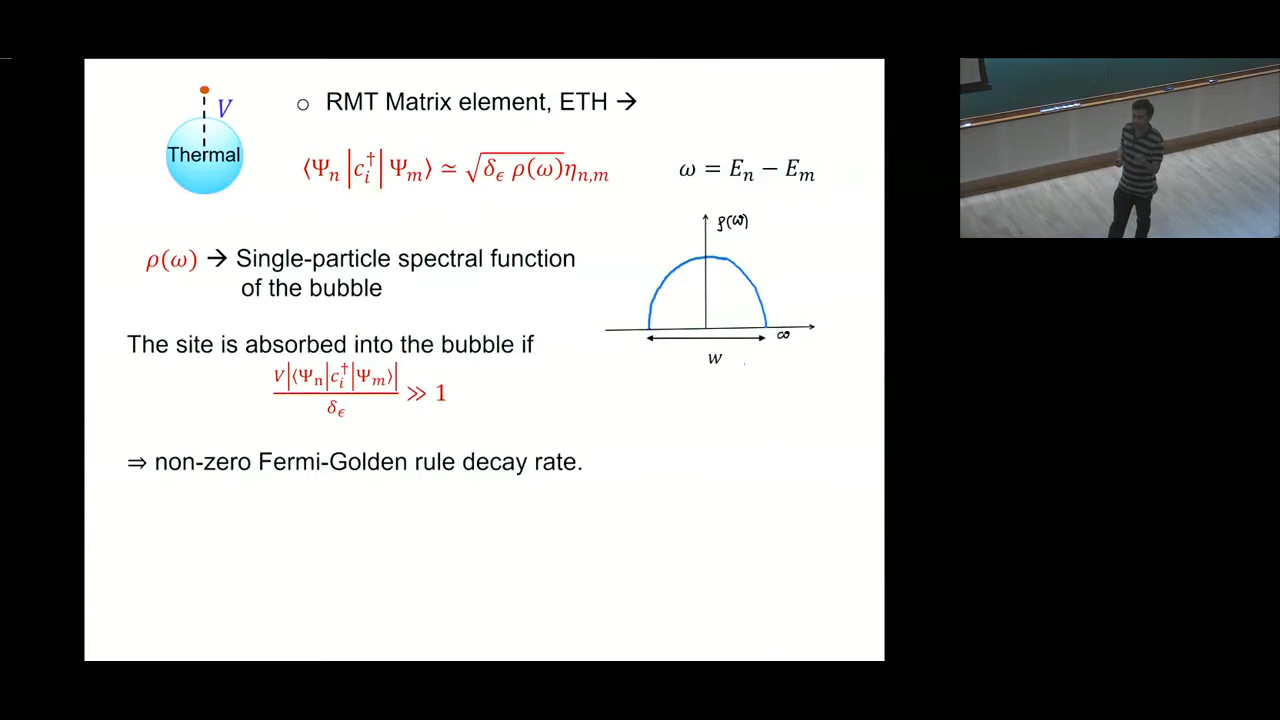 V
Thermal
○ RMT Matrix element, ETH →
⟨Ψ_n|c_i^†|Ψ_m⟩ ≃ √(δ_ϵ ρ(ω)) η_{n,m}
ω = E_n − E_m
ρ(ω)
ρ(ω) → Single-particle spectral function
of the bubble
ω
W
The site is absorbed into the bubble if
V|⟨Ψ_n|c_i^†|Ψ_m⟩| / δ_ϵ ≫ 1
⇒ non-zero Fermi-Golden rule decay rate.